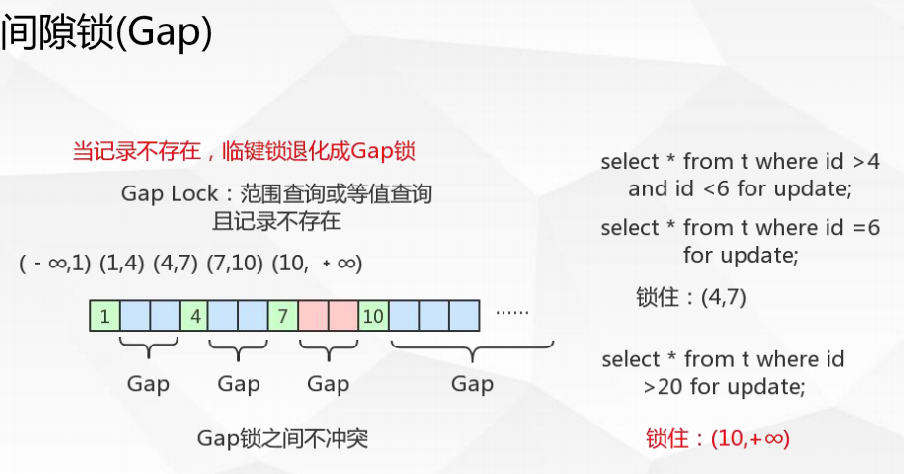 间隙锁(Gap)
当记录不存在，临键锁退化成Gap锁
Gap Lock：范围查询或等值查询
且记录不存在
( - ∞,1) (1,4) (4,7) (7,10) (10, + ∞)
1 4 7 10 ……
Gap Gap Gap Gap
Gap锁之间不冲突
select * from t where id >4
and id <6 for update;
select * from t where id =6
for update;
锁住：(4,7)
select * from t where id
>20 for update;
锁住：(10,+∞)